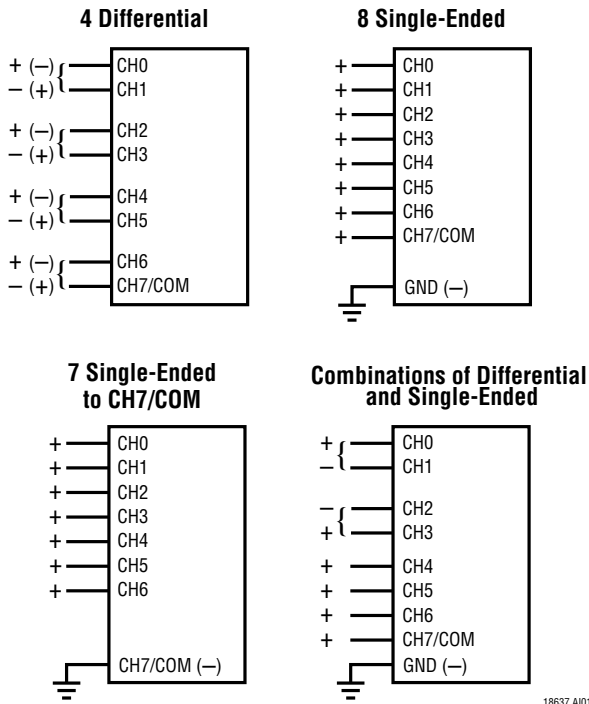 4 Differential
+ (–) { CH0
– (+) CH1
+ (–) { CH2
– (+) CH3
+ (–) { CH4
– (+) CH5
+ (–) { CH6
– (+) CH7/COM
8 Single-Ended
+ CH0
+ CH1
+ CH2
+ CH3
+ CH4
+ CH5
+ CH6
+ CH7/COM
GND (–)
7 Single-Ended
to CH7/COM
+ CH0
+ CH1
+ CH2
+ CH3
+ CH4
+ CH5
+ CH6
CH7/COM (–)
Combinations of Differential
and Single-Ended
+ { CH0
– CH1
– { CH2
+ CH3
+ CH4
+ CH5
+ CH6
+ CH7/COM
GND (–)
18637 AI01